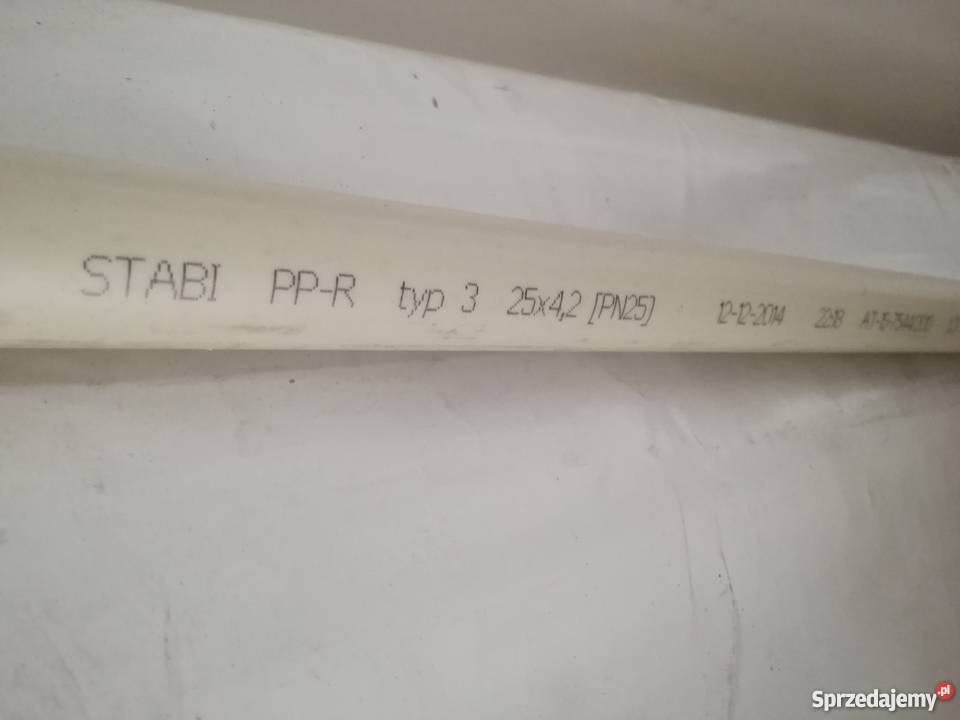 STABI PP-R typ 3 25x4,2 [PN25] 12-12-2014
Sprzedajemy.pl